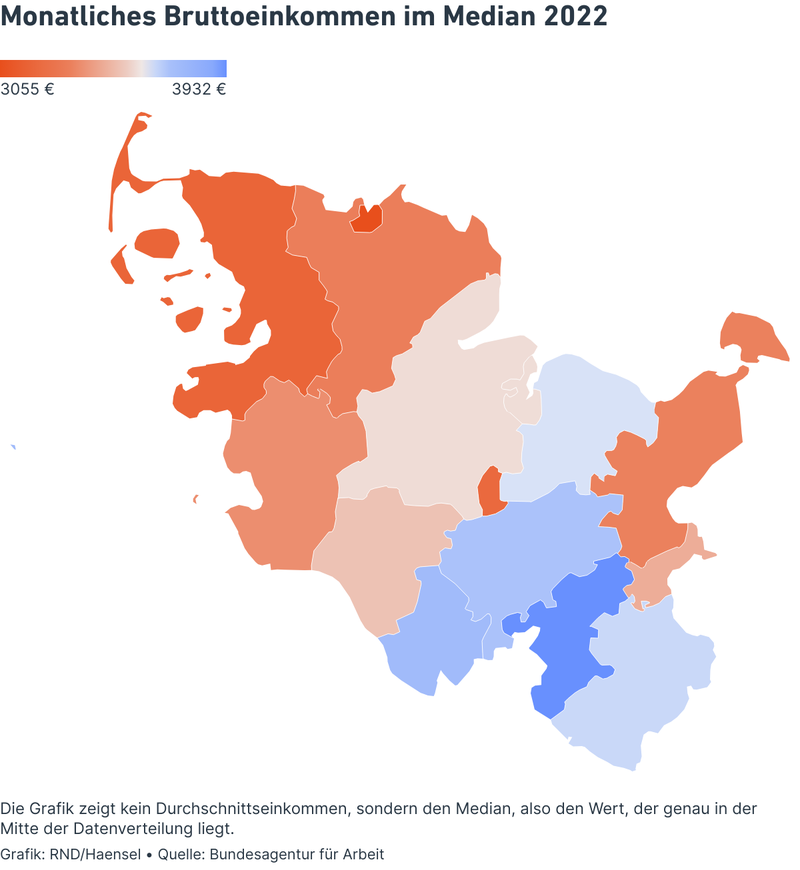 Monatliches Bruttoeinkommen im Median 2022
3055 € 3932 €
Die Grafik zeigt kein Durchschnittseinkommen, sondern den Median, also den Wert, der genau in der
Mitte der Datenverteilung liegt.
Grafik: RND/Haensel • Quelle: Bundesagentur für Arbeit